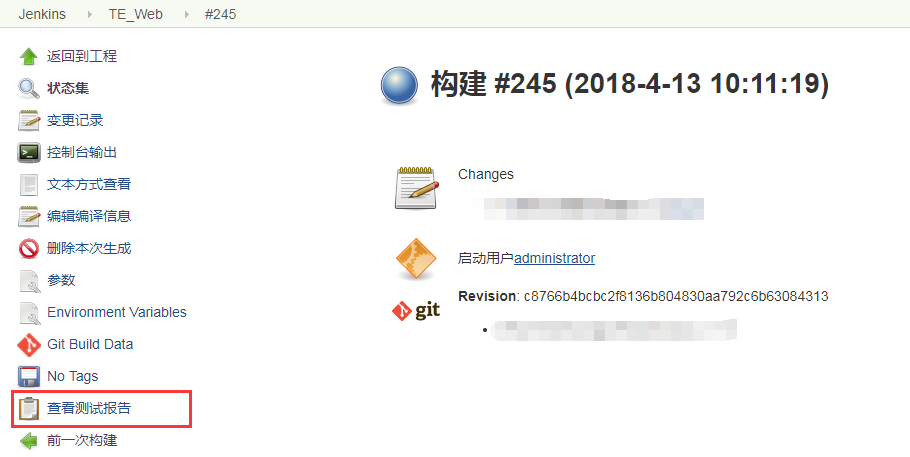 Jenkins TE_Web #245
返回到工程
状态集
变更记录
控制台输出
文本方式查看
编辑编译信息
删除本次生成
参数
Environment Variables
Git Build Data
No Tags
查看测试报告
前一次构建
构建 #245 (2018-4-13 10:11:19)
Changes
启动用户administrator
git
Revision: c8766b4bcbc2f8136b804830aa792c6b63084313